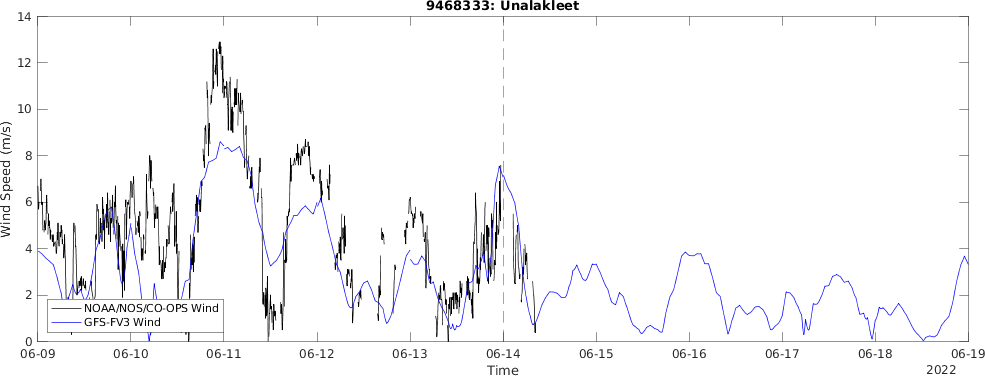 9468333: Unalakleet
14
12
10
8
6
4
2
0
Wind Speed (m/s)
NOAA/NOS/CO-OPS Wind
GFS-FV3 Wind
06-09 06-10 06-11 06-12 06-13 06-14 06-15 06-16 06-17 06-18 06-19
Time
2022